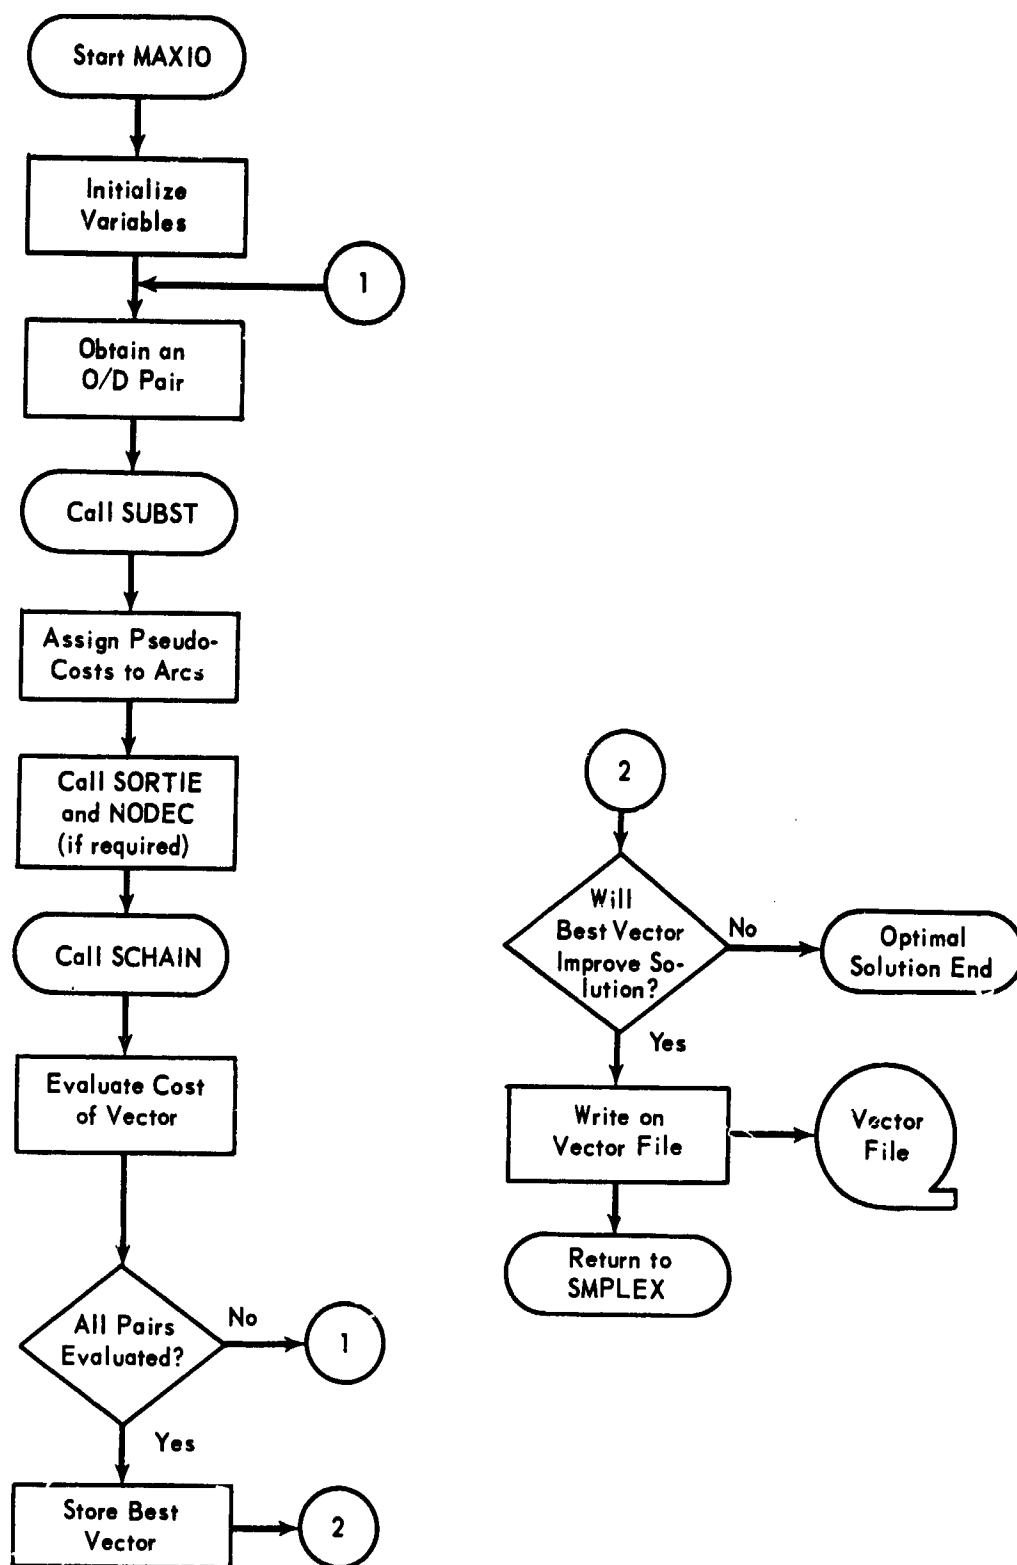 Start MAXIO
Initialize
Variables
1
Obtain an
O/D Pair
Call SUBST
Assign Pseudo-
Costs to Arcs
Call SORTIE
and NODEC
(if required)
Call SCHAIN
Evaluate Cost
of Vector
All Pairs
Evaluated?
No
1
Yes
Store Best
Vector
2
2
Will
Best Vector
Improve So-
lution?
No
Optimal
Solution End
Yes
Write on
Vector File
Vector
File
Return to
SMPLEX